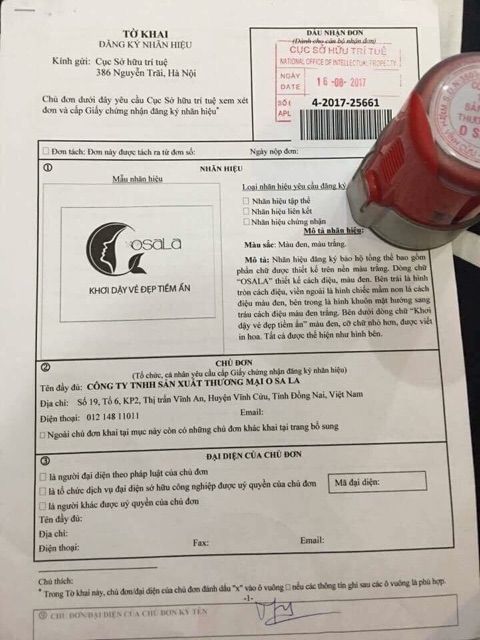 TỜ KHAI
ĐĂNG KÝ NHÃN HIỆU
Kính gửi: Cục Sở hữu trí tuệ
386 Nguyễn Trãi, Hà Nội
Chủ đơn dưới đây yêu cầu Cục Sở hữu trí tuệ xem xét
đơn và cấp Giấy chứng nhận đăng ký nhãn hiệu*
DẤU NHẬN ĐƠN
(Dành cho cán bộ nhận đơn)
CỤC SỞ HỮU TRÍ TUỆ
NATIONAL OFFICE OF INTELLECTUAL PROPERTY
NGÀY
DATE
16-08-2017
4-2017-25661
☐ Đơn tách: Đơn này được tách ra từ đơn số:
Ngày nộp đơn:
① NHÃN HIỆU
Mẫu nhãn hiệu
OSALA
KHƠI DẬY VẺ ĐẸP TIỀM ẨN
Loại nhãn hiệu yêu cầu đăng ký
☐ Nhãn hiệu tập thể
☐ Nhãn hiệu liên kết
☐ Nhãn hiệu chứng nhận
Mô tả nhãn hiệu:
Màu sắc: Màu đen, màu trắng.
Mô tả: Nhãn hiệu đăng ký bảo hộ tổng thể bao gồm
phần chữ được thiết kế trên nền màu trắng. Dòng chữ
"OSALA" thiết kế cách điệu, màu đen. Bên trái là hình
tròn cách điệu, viền ngoài là hình chiếc mầm non là cách
điệu màu đen, bên trong là hình khuôn mặt hướng sang
trái cách điệu màu đen trắng. Bên dưới dòng chữ "Khơi
dậy vẻ đẹp tiềm ẩn" màu đen, cỡ chữ nhỏ hơn, được viết
in hoa. Tất cả được thể hiện như hình bên.
② CHỦ ĐƠN
(Tổ chức, cá nhân yêu cầu cấp Giấy chứng nhận đăng ký nhãn hiệu)
Tên đầy đủ: CÔNG TY TNHH SẢN XUẤT THƯƠNG MẠI O SA LA
Địa chỉ: Số 19, Tổ 6, KP2, Thị trấn Vĩnh An, Huyện Vĩnh Cửu, Tỉnh Đồng Nai, Việt Nam
Điện thoại: 012 148 11011 Email:
☐ Ngoài chủ đơn khai tại mục này còn có những chủ đơn khác khai tại trang bổ sung
③ ĐẠI DIỆN CỦA CHỦ ĐƠN
☐ là người đại diện theo pháp luật của chủ đơn
☐ là tổ chức dịch vụ đại diện sở hữu công nghiệp được uỷ quyền của chủ đơn
☐ là người khác được uỷ quyền của chủ đơn
Mã đại diện:
Tên đầy đủ:
Địa chỉ:
Điện thoại: Fax: Email:
Chú thích:
* Trong Tờ khai này, chủ đơn/đại diện của chủ đơn đánh dấu "x" vào ô vuông ☐ nếu các thông tin ghi sau các ô vuông là phù hợp.
-1-
CHỦ ĐƠN/ĐẠI DIỆN CỦA CHỦ ĐƠN KÝ TÊN